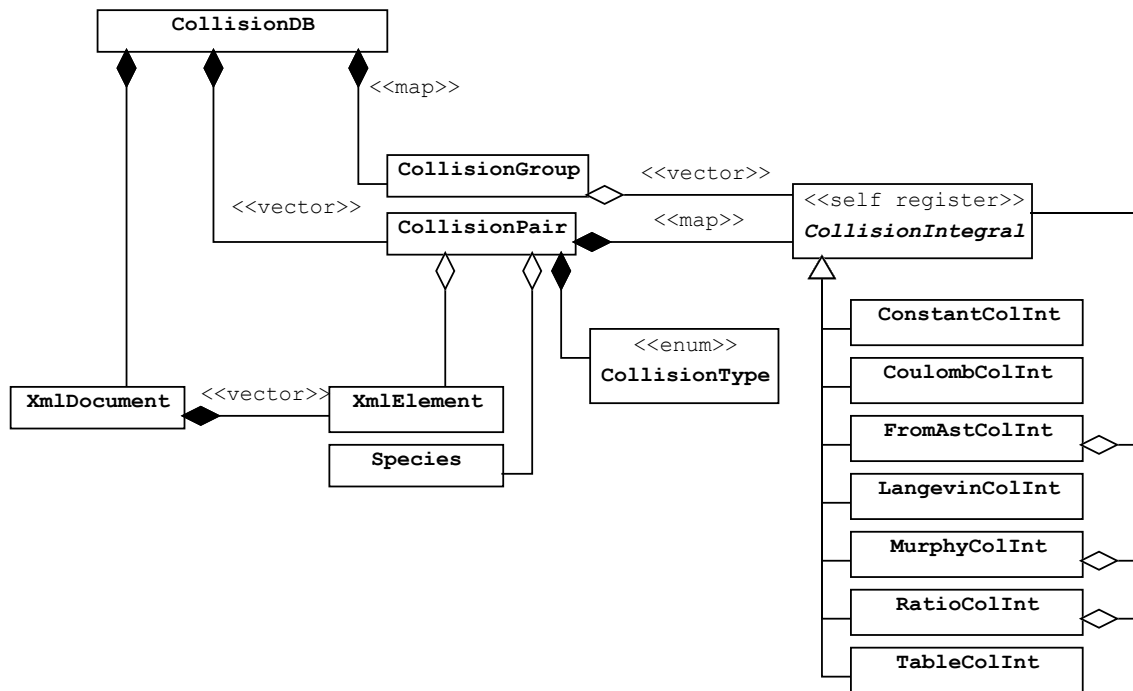 CollisionDB
<<map>>
CollisionGroup
<<vector>>
<<self register>>
CollisionIntegral
<<vector>>
CollisionPair
<<map>>
ConstantColInt
<<enum>>
CollisionType
CoulombColInt
XmlDocument
<<vector>>
XmlElement
FromAstColInt
Species
LangevinColInt
MurphyColInt
RatioColInt
TableColInt